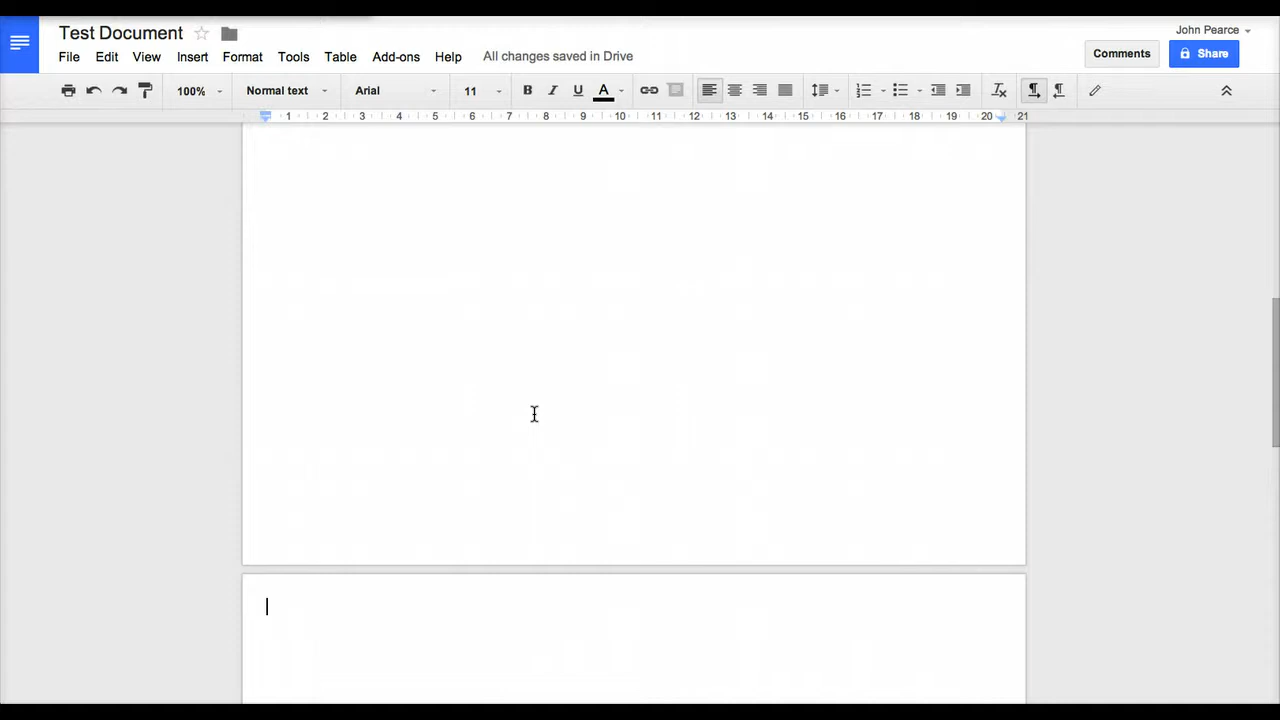 Test Document
John Pearce
File Edit View Insert Format Tools Table Add-ons Help All changes saved in Drive
Comments
Share
100% Normal text Arial 11 B I U A
1 2 3 4 5 6 7 8 9 10 11 12 13 14 15 16 17 18 19 20 21